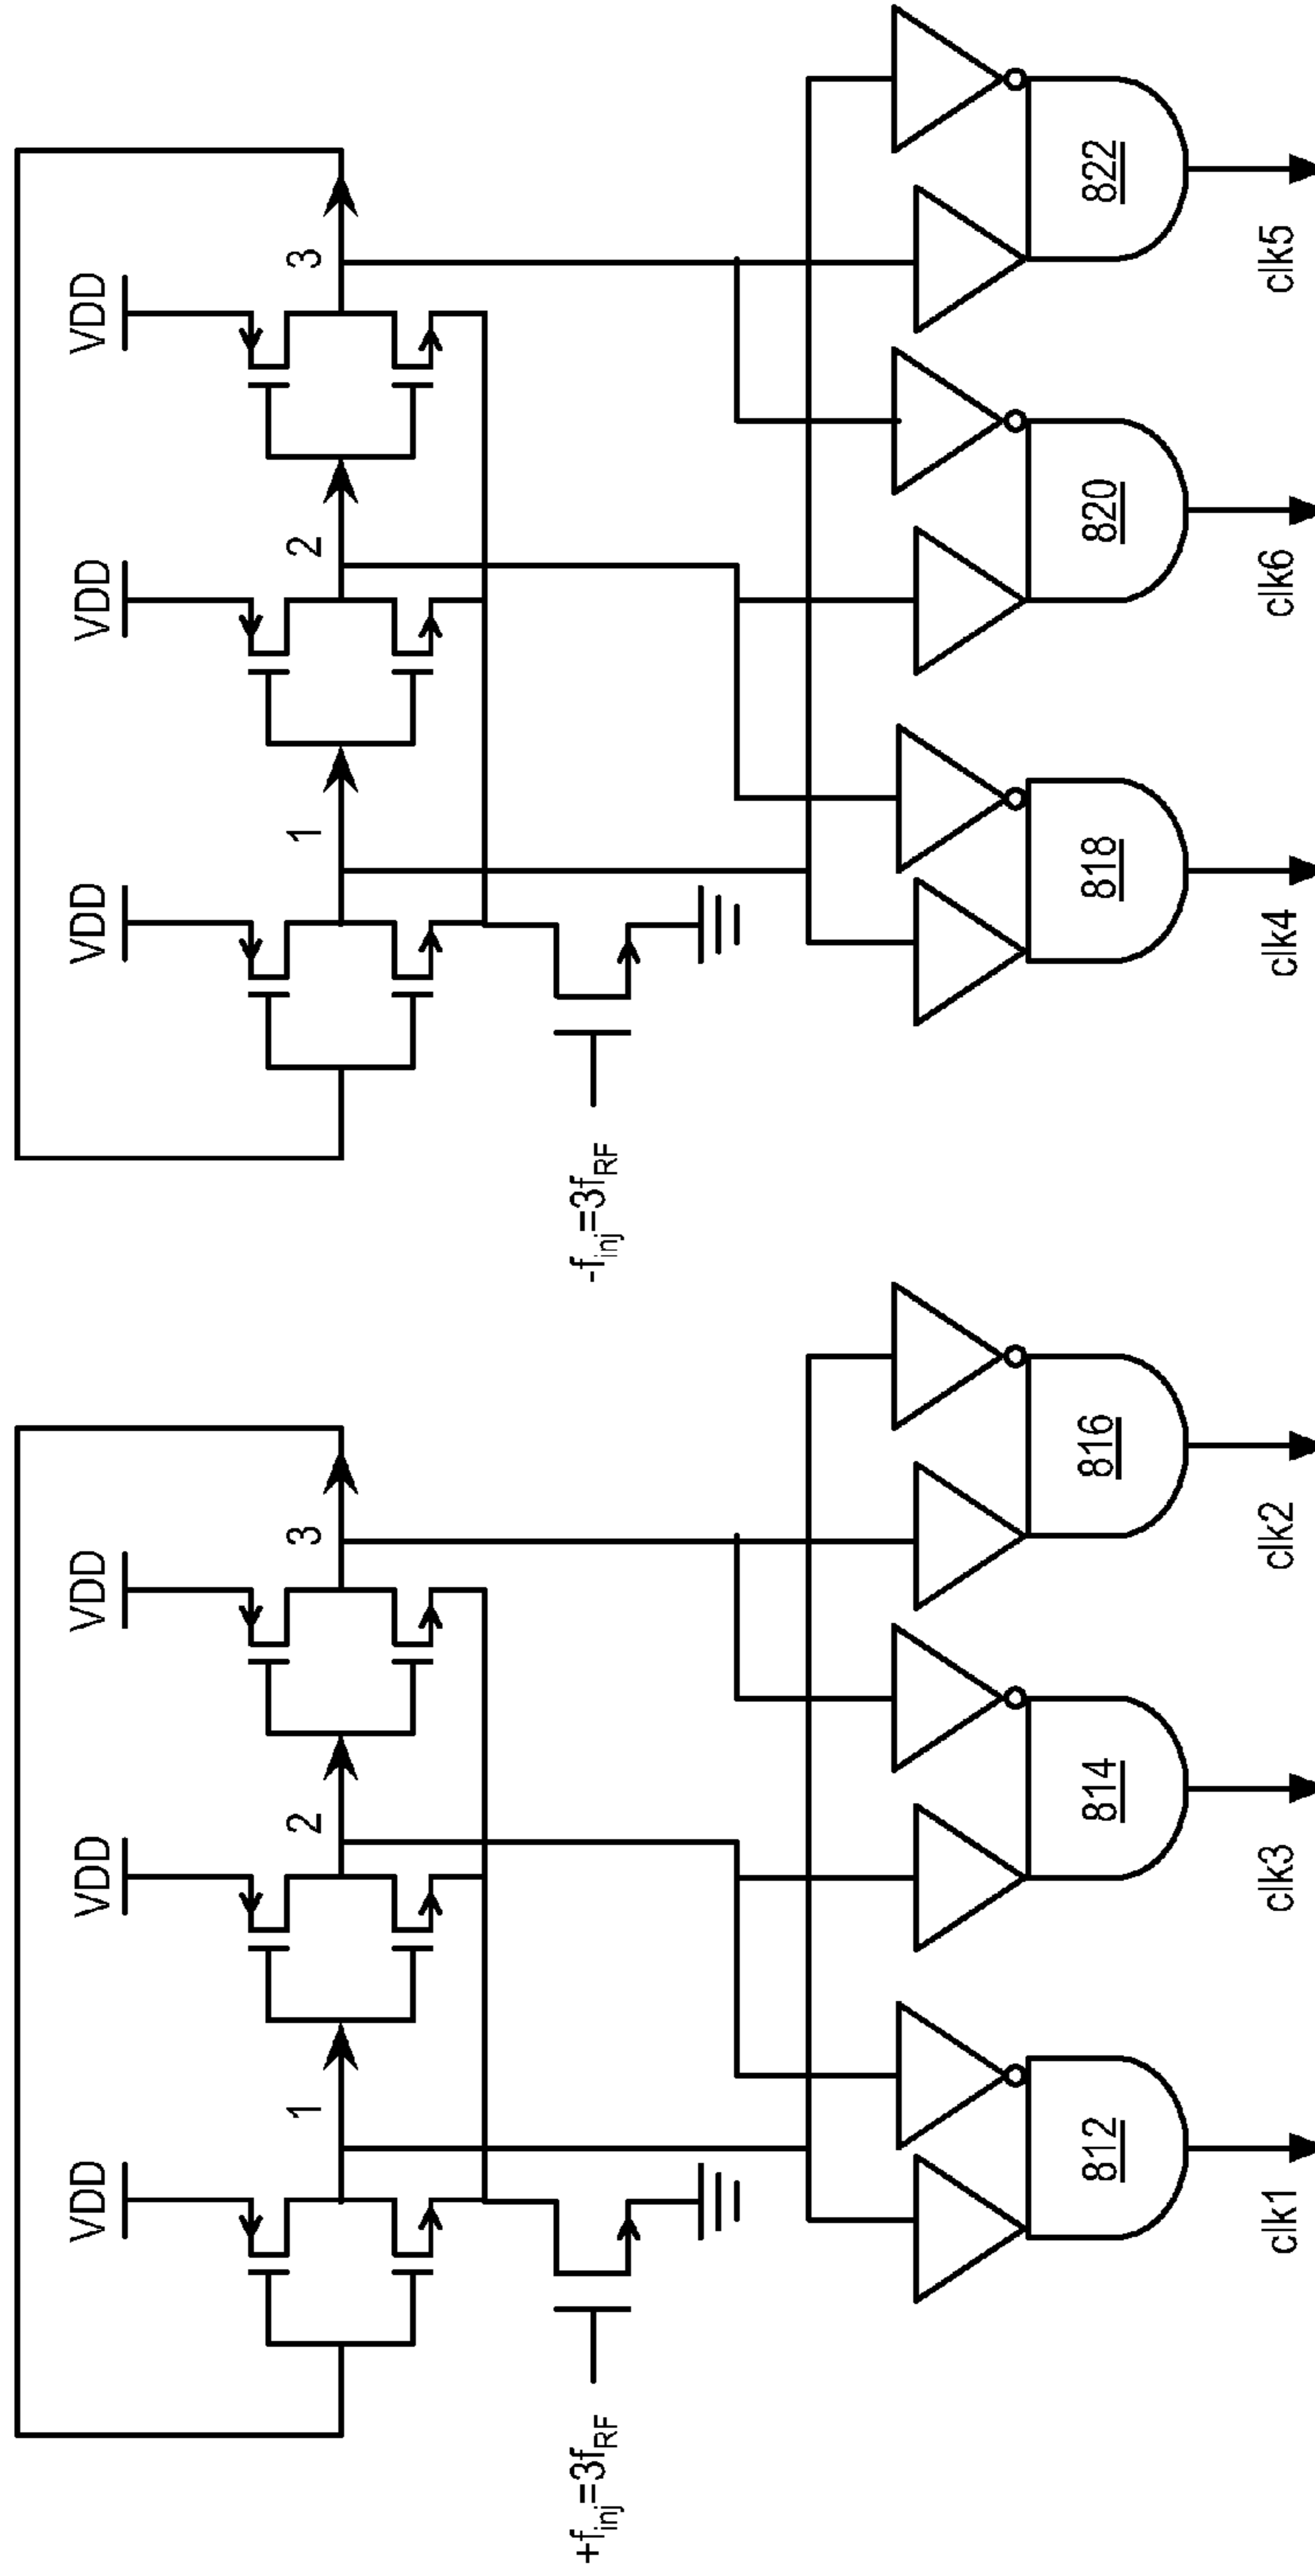 VDD
VDD
VDD
1
2
3
+f_inj=3f_RF
812
814
816
clk1
clk3
clk2
VDD
VDD
VDD
1
2
3
-f_inj=3f_RF
818
820
822
clk4
clk6
clk5